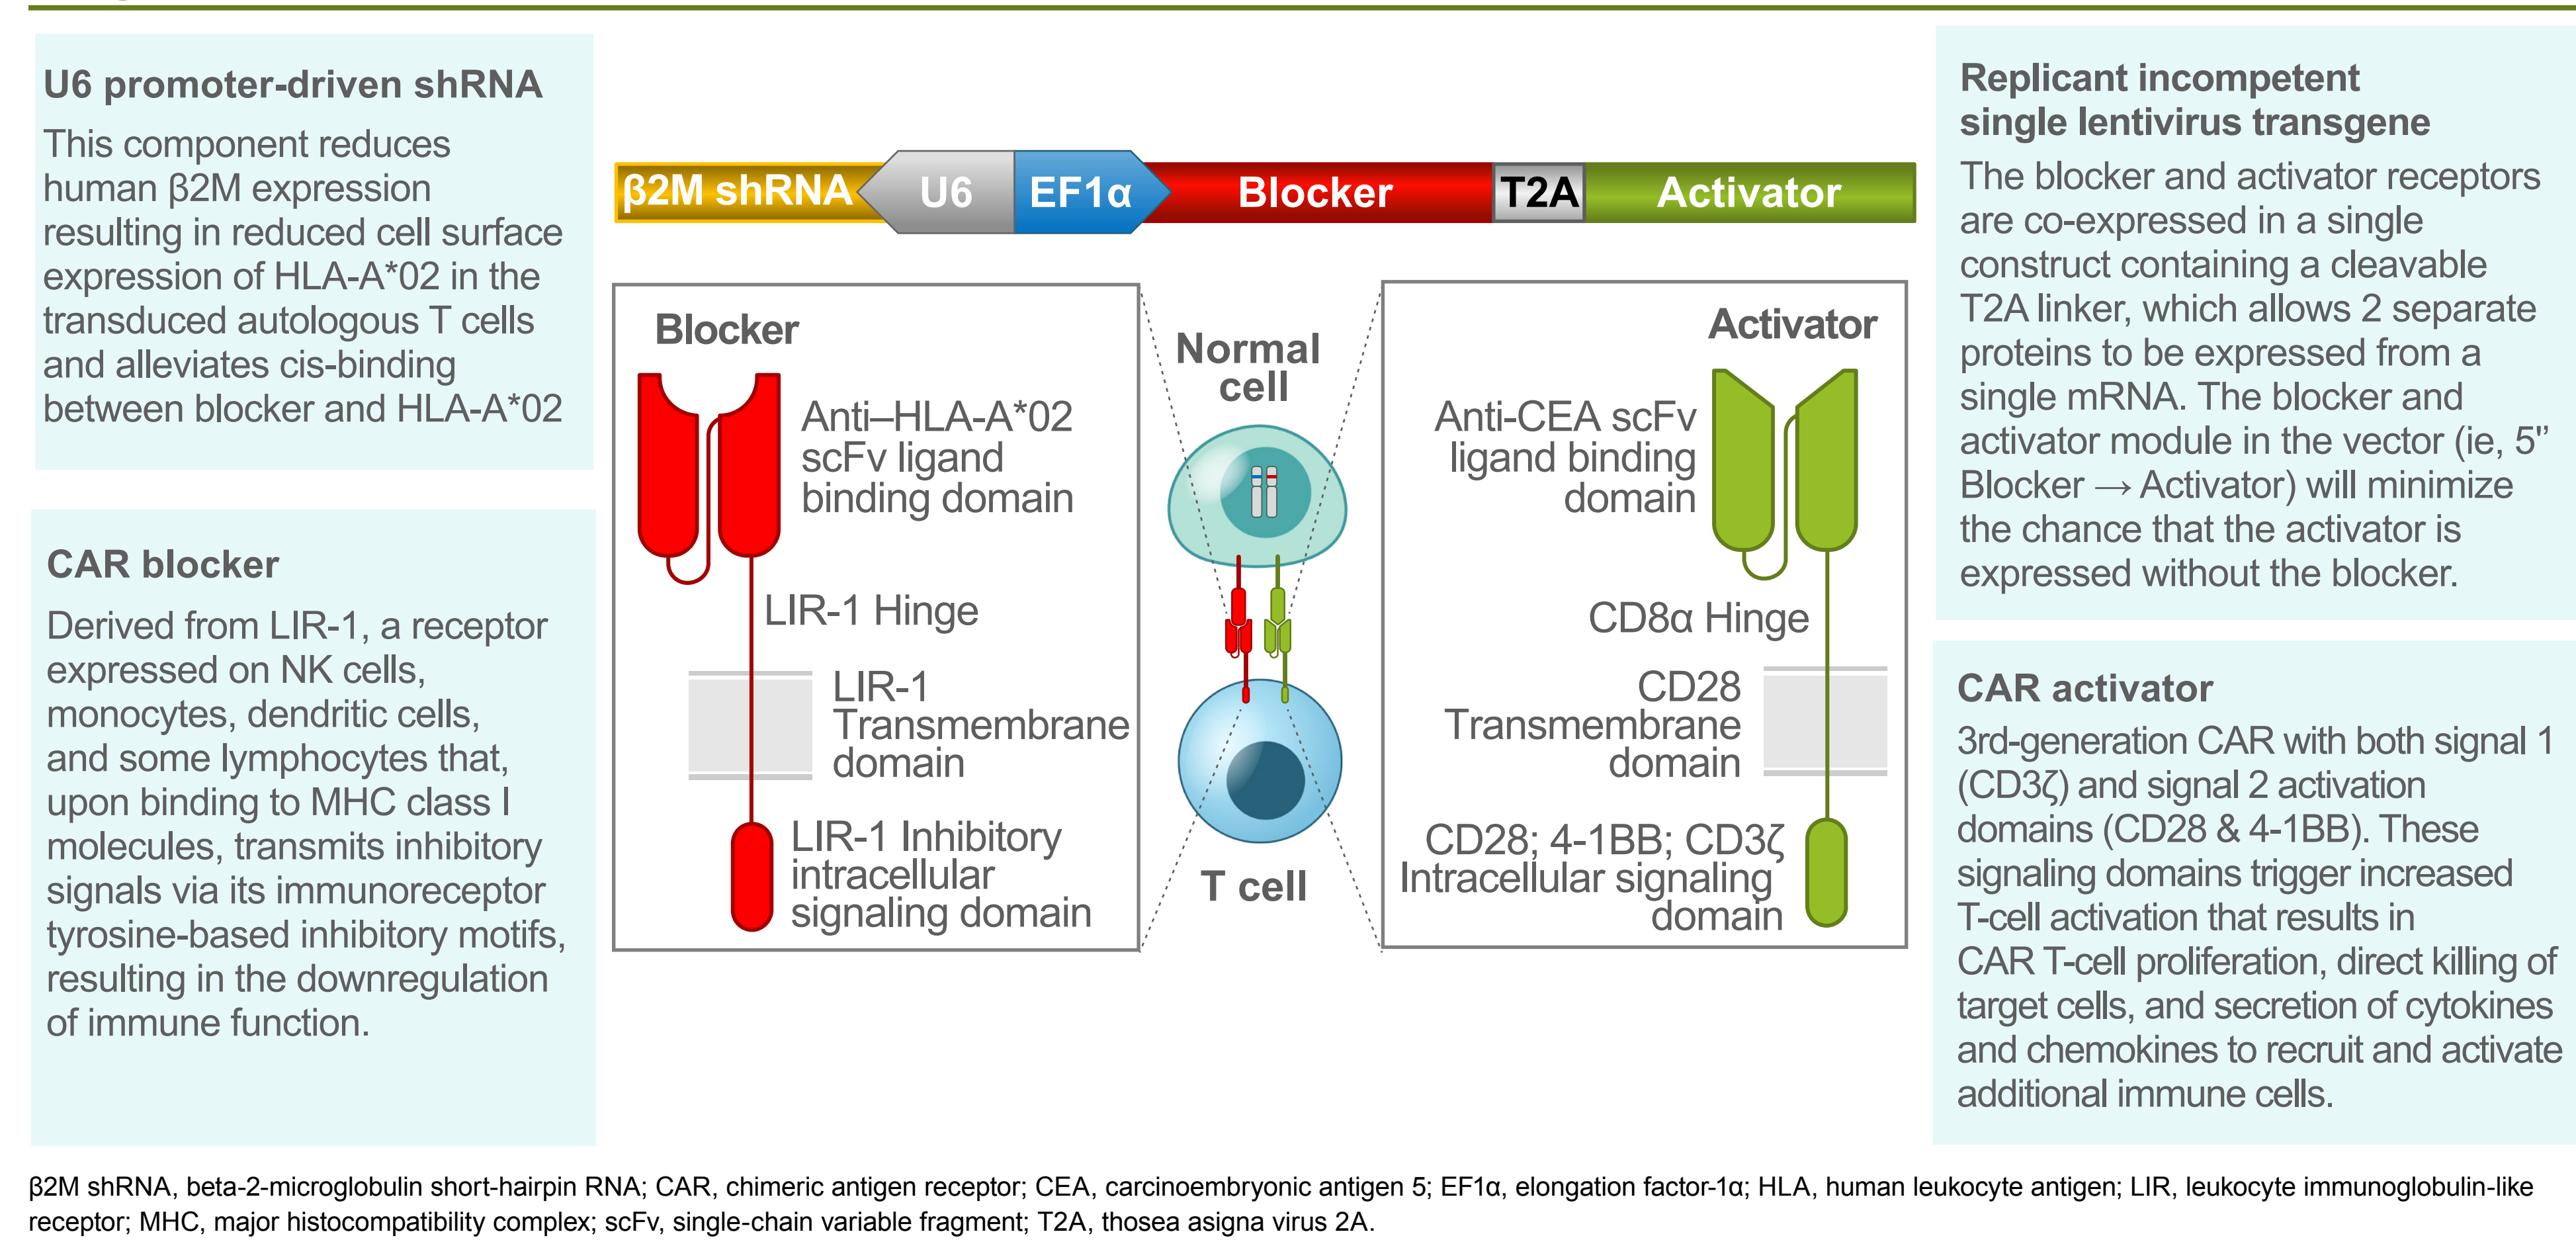 U6 promoter-driven shRNA
This component reduces
human β2M expression
resulting in reduced cell surface
expression of HLA-A*02 in the
transduced autologous T cells
and alleviates cis-binding
between blocker and HLA-A*02
CAR blocker
Derived from LIR-1, a receptor
expressed on NK cells,
monocytes, dendritic cells,
and some lymphocytes that,
upon binding to MHC class I
molecules, transmits inhibitory
signals via its immunoreceptor
tyrosine-based inhibitory motifs,
resulting in the downregulation
of immune function.
β2M shRNA
U6
EF1α
Blocker
T2A
Activator
Blocker
Anti–HLA-A*02
scFv ligand
binding domain
LIR-1 Hinge
LIR-1
Transmembrane
domain
LIR-1 Inhibitory
intracellular
signaling domain
Normal
cell
T cell
Activator
Anti-CEA scFv
ligand binding
domain
CD8α Hinge
CD28
Transmembrane
domain
CD28; 4-1BB; CD3ζ
Intracellular signaling
domain
Replicant incompetent
single lentivirus transgene
The blocker and activator receptors
are co-expressed in a single
construct containing a cleavable
T2A linker, which allows 2 separate
proteins to be expressed from a
single mRNA. The blocker and
activator module in the vector (ie, 5"
Blocker → Activator) will minimize
the chance that the activator is
expressed without the blocker.
CAR activator
3rd-generation CAR with both signal 1
(CD3ζ) and signal 2 activation
domains (CD28 & 4-1BB). These
signaling domains trigger increased
T-cell activation that results in
CAR T-cell proliferation, direct killing of
target cells, and secretion of cytokines
and chemokines to recruit and activate
additional immune cells.
β2M shRNA, beta-2-microglobulin short-hairpin RNA; CAR, chimeric antigen receptor; CEA, carcinoembryonic antigen 5; EF1α, elongation factor-1α; HLA, human leukocyte antigen; LIR, leukocyte immunoglobulin-like
receptor; MHC, major histocompatibility complex; scFv, single-chain variable fragment; T2A, thosea asigna virus 2A.